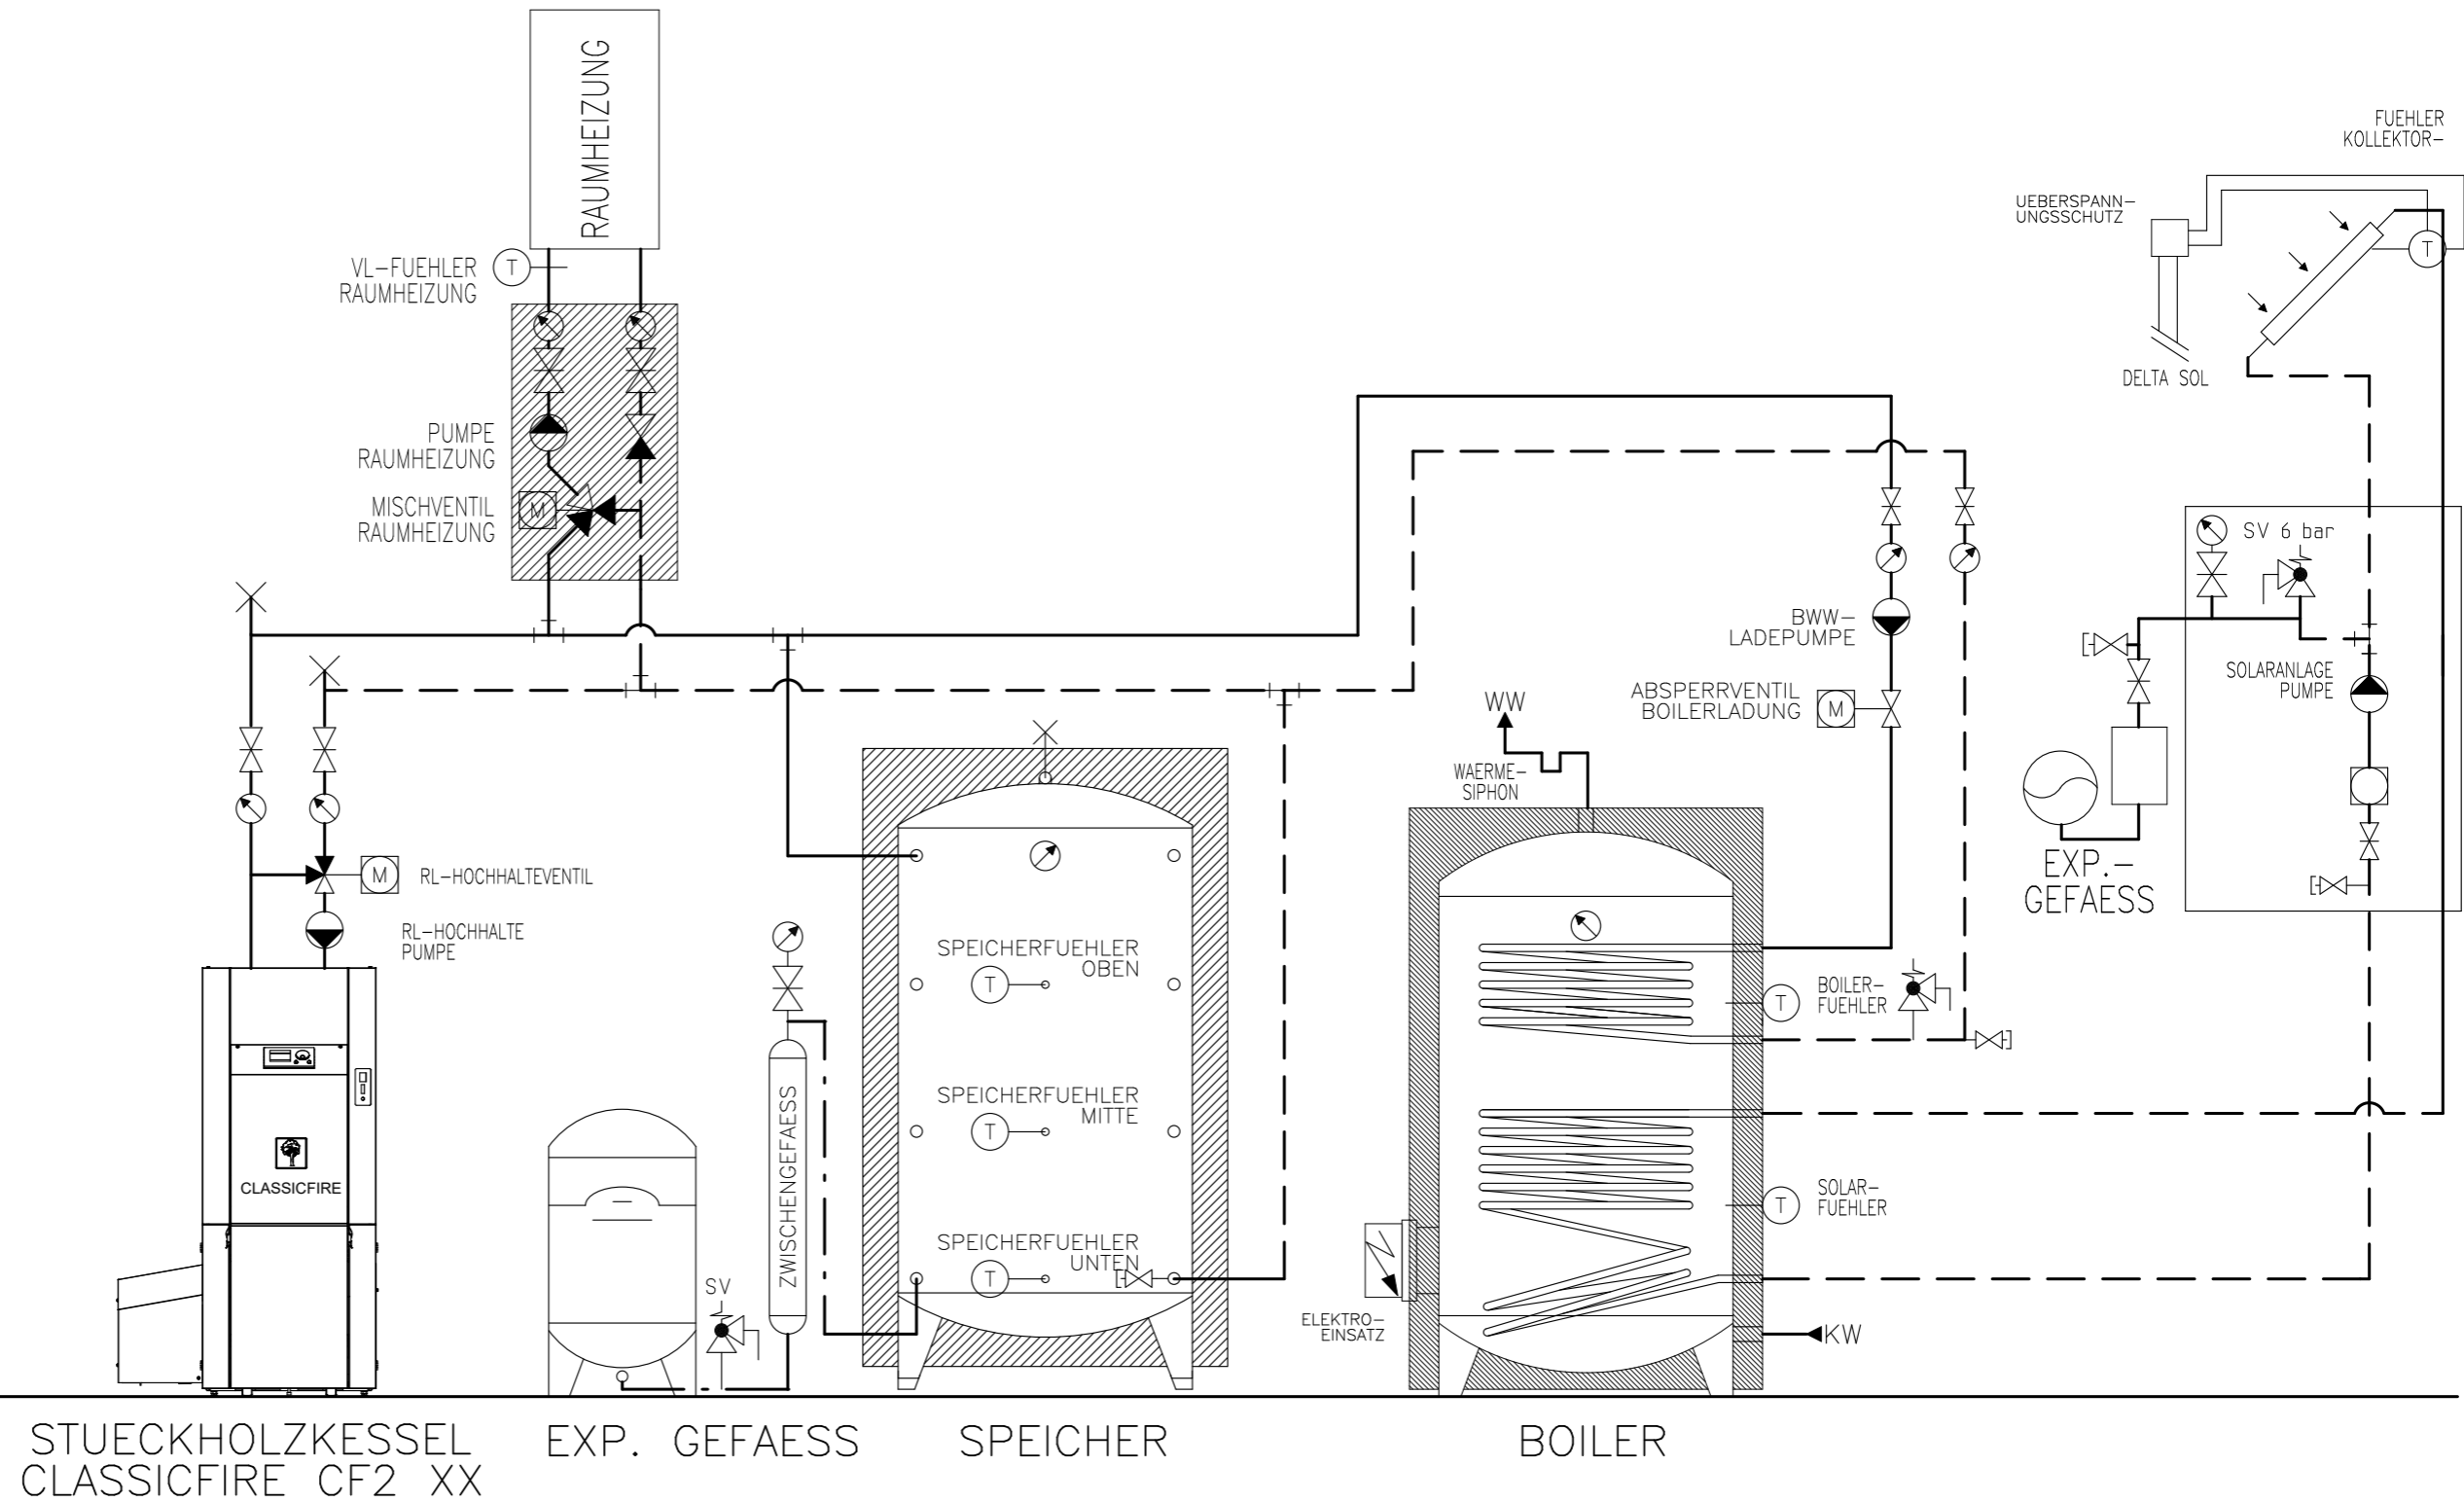 RAUMHEIZUNG
FUEHLER
KOLLEKTOR-
UEBERSPANN-
UNGSSCHUTZ
T
VL-FUEHLER
RAUMHEIZUNG
T
DELTA SOL
PUMPE
RAUMHEIZUNG
MISCHVENTIL
RAUMHEIZUNG
M
SV 6 bar
BWW-
LADEPUMPE
SOLARANLAGE
PUMPE
ABSPERRVENTIL
BOILERLADUNG
M
WW
WAERME-
SIPHON
EXP.-
GEFAESS
M
RL-HOCHHALTEVENTIL
RL-HOCHHALTE
PUMPE
SPEICHERFUEHLER
OBEN
T
BOILER-
FUEHLER
T
SPEICHERFUEHLER
MITTE
T
ZWISCHENGEFAESS
CLASSICFIRE
SOLAR-
FUEHLER
T
SPEICHERFUEHLER
UNTEN
T
SV
ELEKTRO-
EINSATZ
KW
STUECKHOLZKESSEL
CLASSICFIRE CF2 XX
EXP. GEFAESS
SPEICHER
BOILER